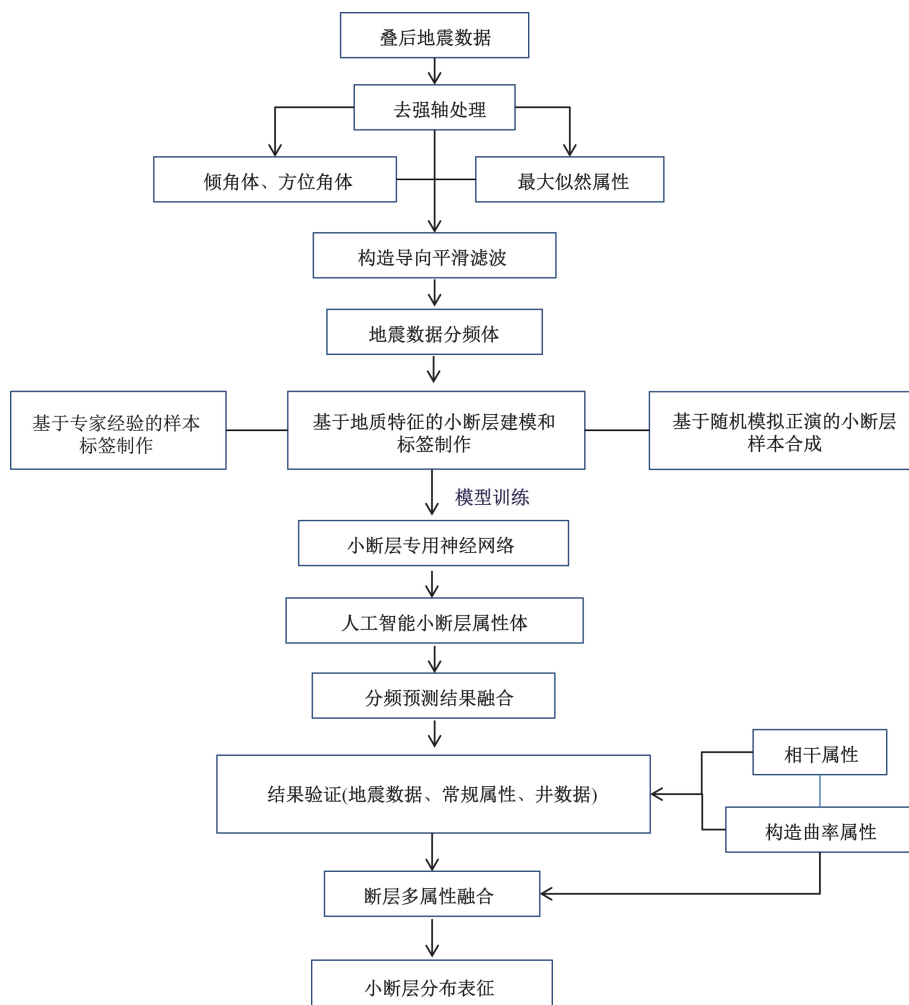 叠后地震数据
去强轴处理
倾角体、方位角体
最大似然属性
构造导向平滑滤波
地震数据分频体
基于专家经验的样本
标签制作
基于地质特征的小断层建模和
标签制作
基于随机模拟正演的小断层
样本合成
模型训练
小断层专用神经网络
人工智能小断层属性体
分频预测结果融合
相干属性
结果验证(地震数据、常规属性、井数据)
构造曲率属性
断层多属性融合
小断层分布表征